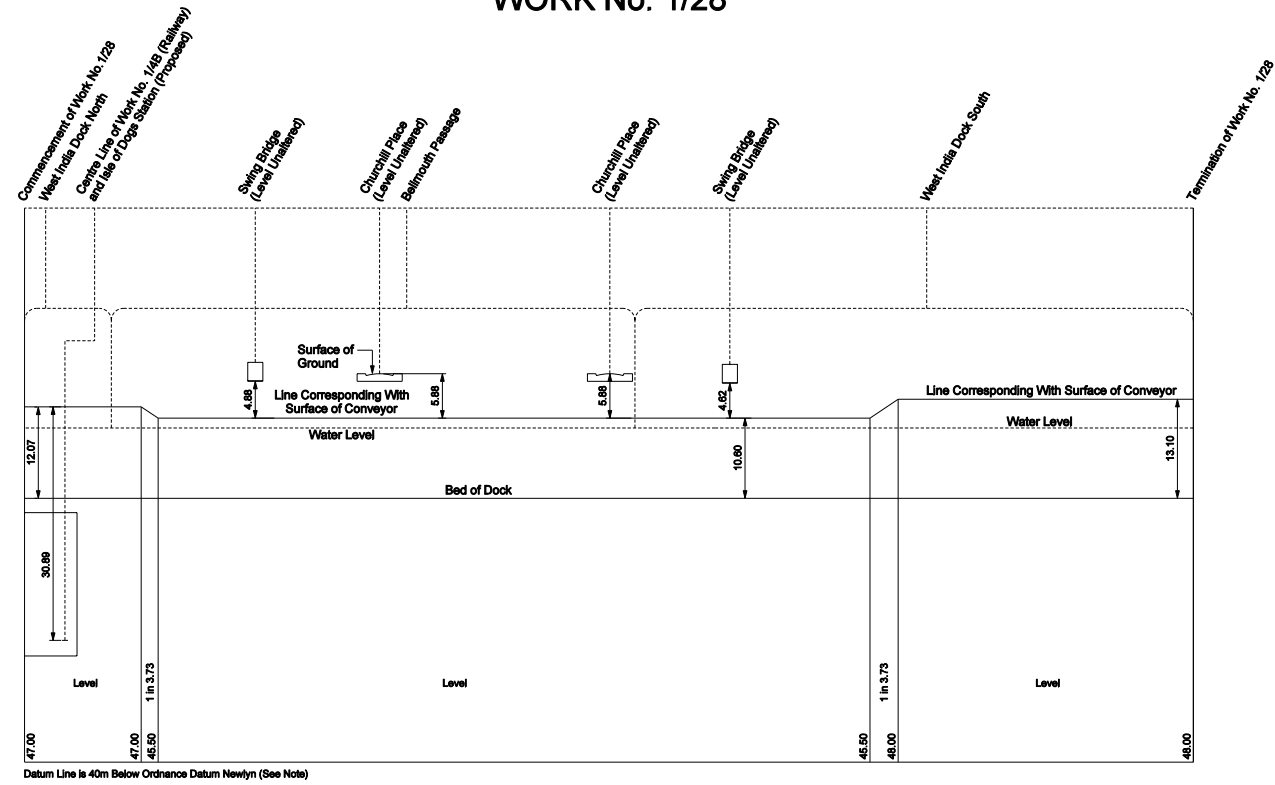 WORK No. 1/28
Commencement of Work No.1/28
West India Dock North
Centre Line of Work No. 1/4B (Railway)
and Isle of Dogs Station (Proposed)
Swing Bridge
(Level Unaltered)
Churchill Place
(Level Unaltered)
Bellmouth Passage
Churchill Place
(Level Unaltered)
Swing Bridge
(Level Unaltered)
West India Dock South
Termination of Work No. 1/28
Surface of
Ground
4.88
Line Corresponding With
Surface of Conveyor
5.88
5.88
4.62
Line Corresponding With Surface of Conveyor
Water Level
Water Level
12.07
10.60
13.10
Bed of Dock
30.89
Level
1 in 3.73
Level
1 in 3.73
Level
47.00
47.00
45.50
45.50
48.00
48.00
Datum Line is 40m Below Ordnance Datum Newlyn (See Note)